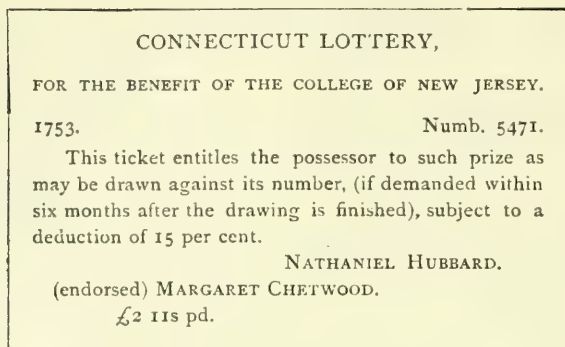 CONNECTICUT LOTTERY,
FOR THE BENEFIT OF THE COLLEGE OF NEW JERSEY.
1753. Numb. 5471.
This ticket entitles the possessor to such prize as
may be drawn against its number, (if demanded within
six months after the drawing is finished), subject to a
deduction of 15 per cent.
NATHANIEL HUBBARD.
(endorsed) MARGARET CHETWOOD.
£2 11s pd.